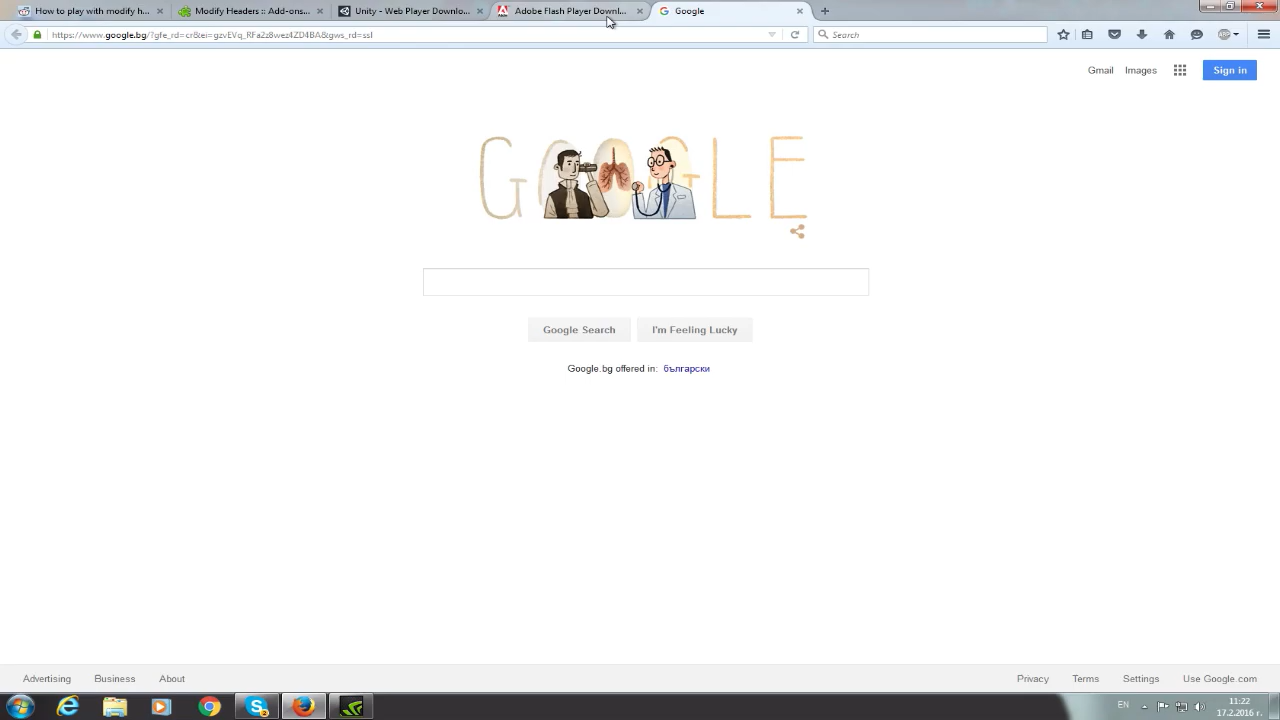 How to play with modify h...
Modify Headers :: Add-ons...
Unity - Web Player Downlo...
Adobe Flash Player Downl...
Google
https://www.google.bg/?gfe_rd=cr&ei=gzvEVq_RFa2z8wez4ZD4BA&gws_rd=ssl
Search
ABP
Gmail
Images
Sign in
GOOGLE
Google Search
I'm Feeling Lucky
Google.bg offered in: български
Advertising
Business
About
Privacy
Terms
Settings
Use Google.com
EN
11:22
17.2.2016 г.